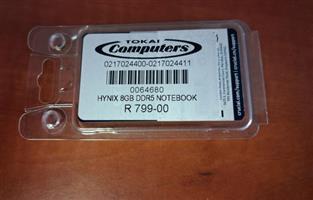 TOKAI
Computers
0217024400-0217024411
0064680
HYNIX 8GB DDR5 NOTEBOOK
R 799-00